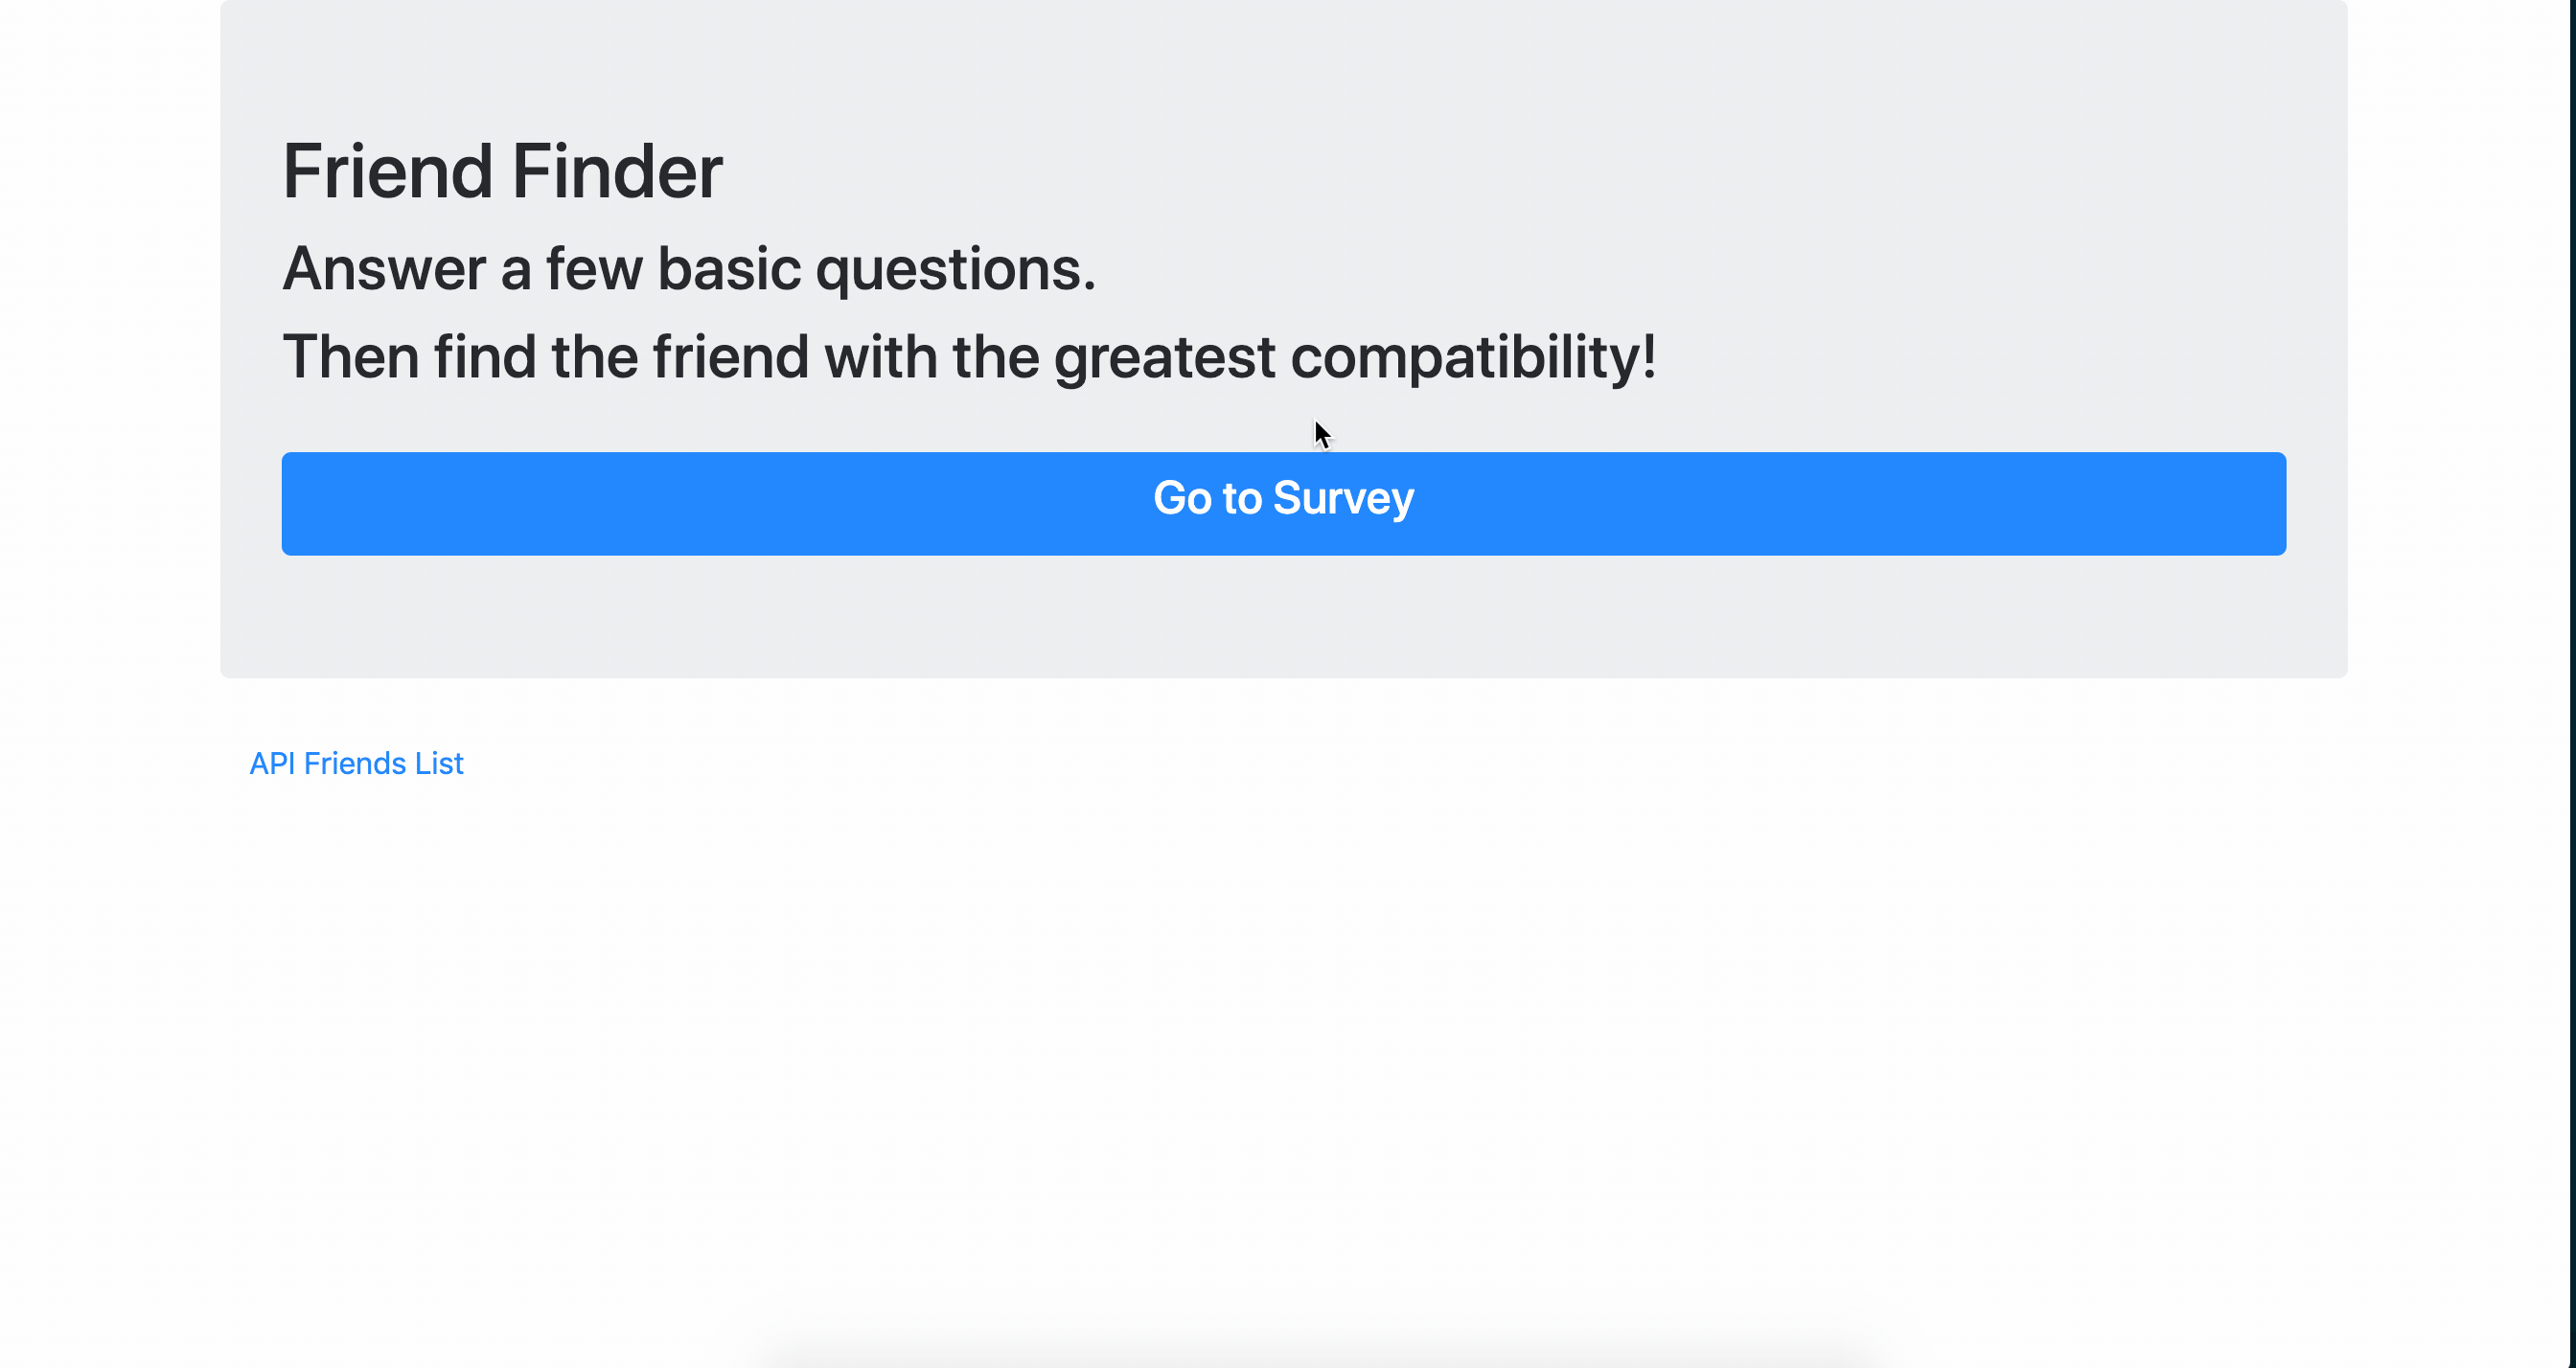 Friend Finder
Answer a few basic questions.
Then find the friend with the greatest compatibility!
Go to Survey
API Friends List